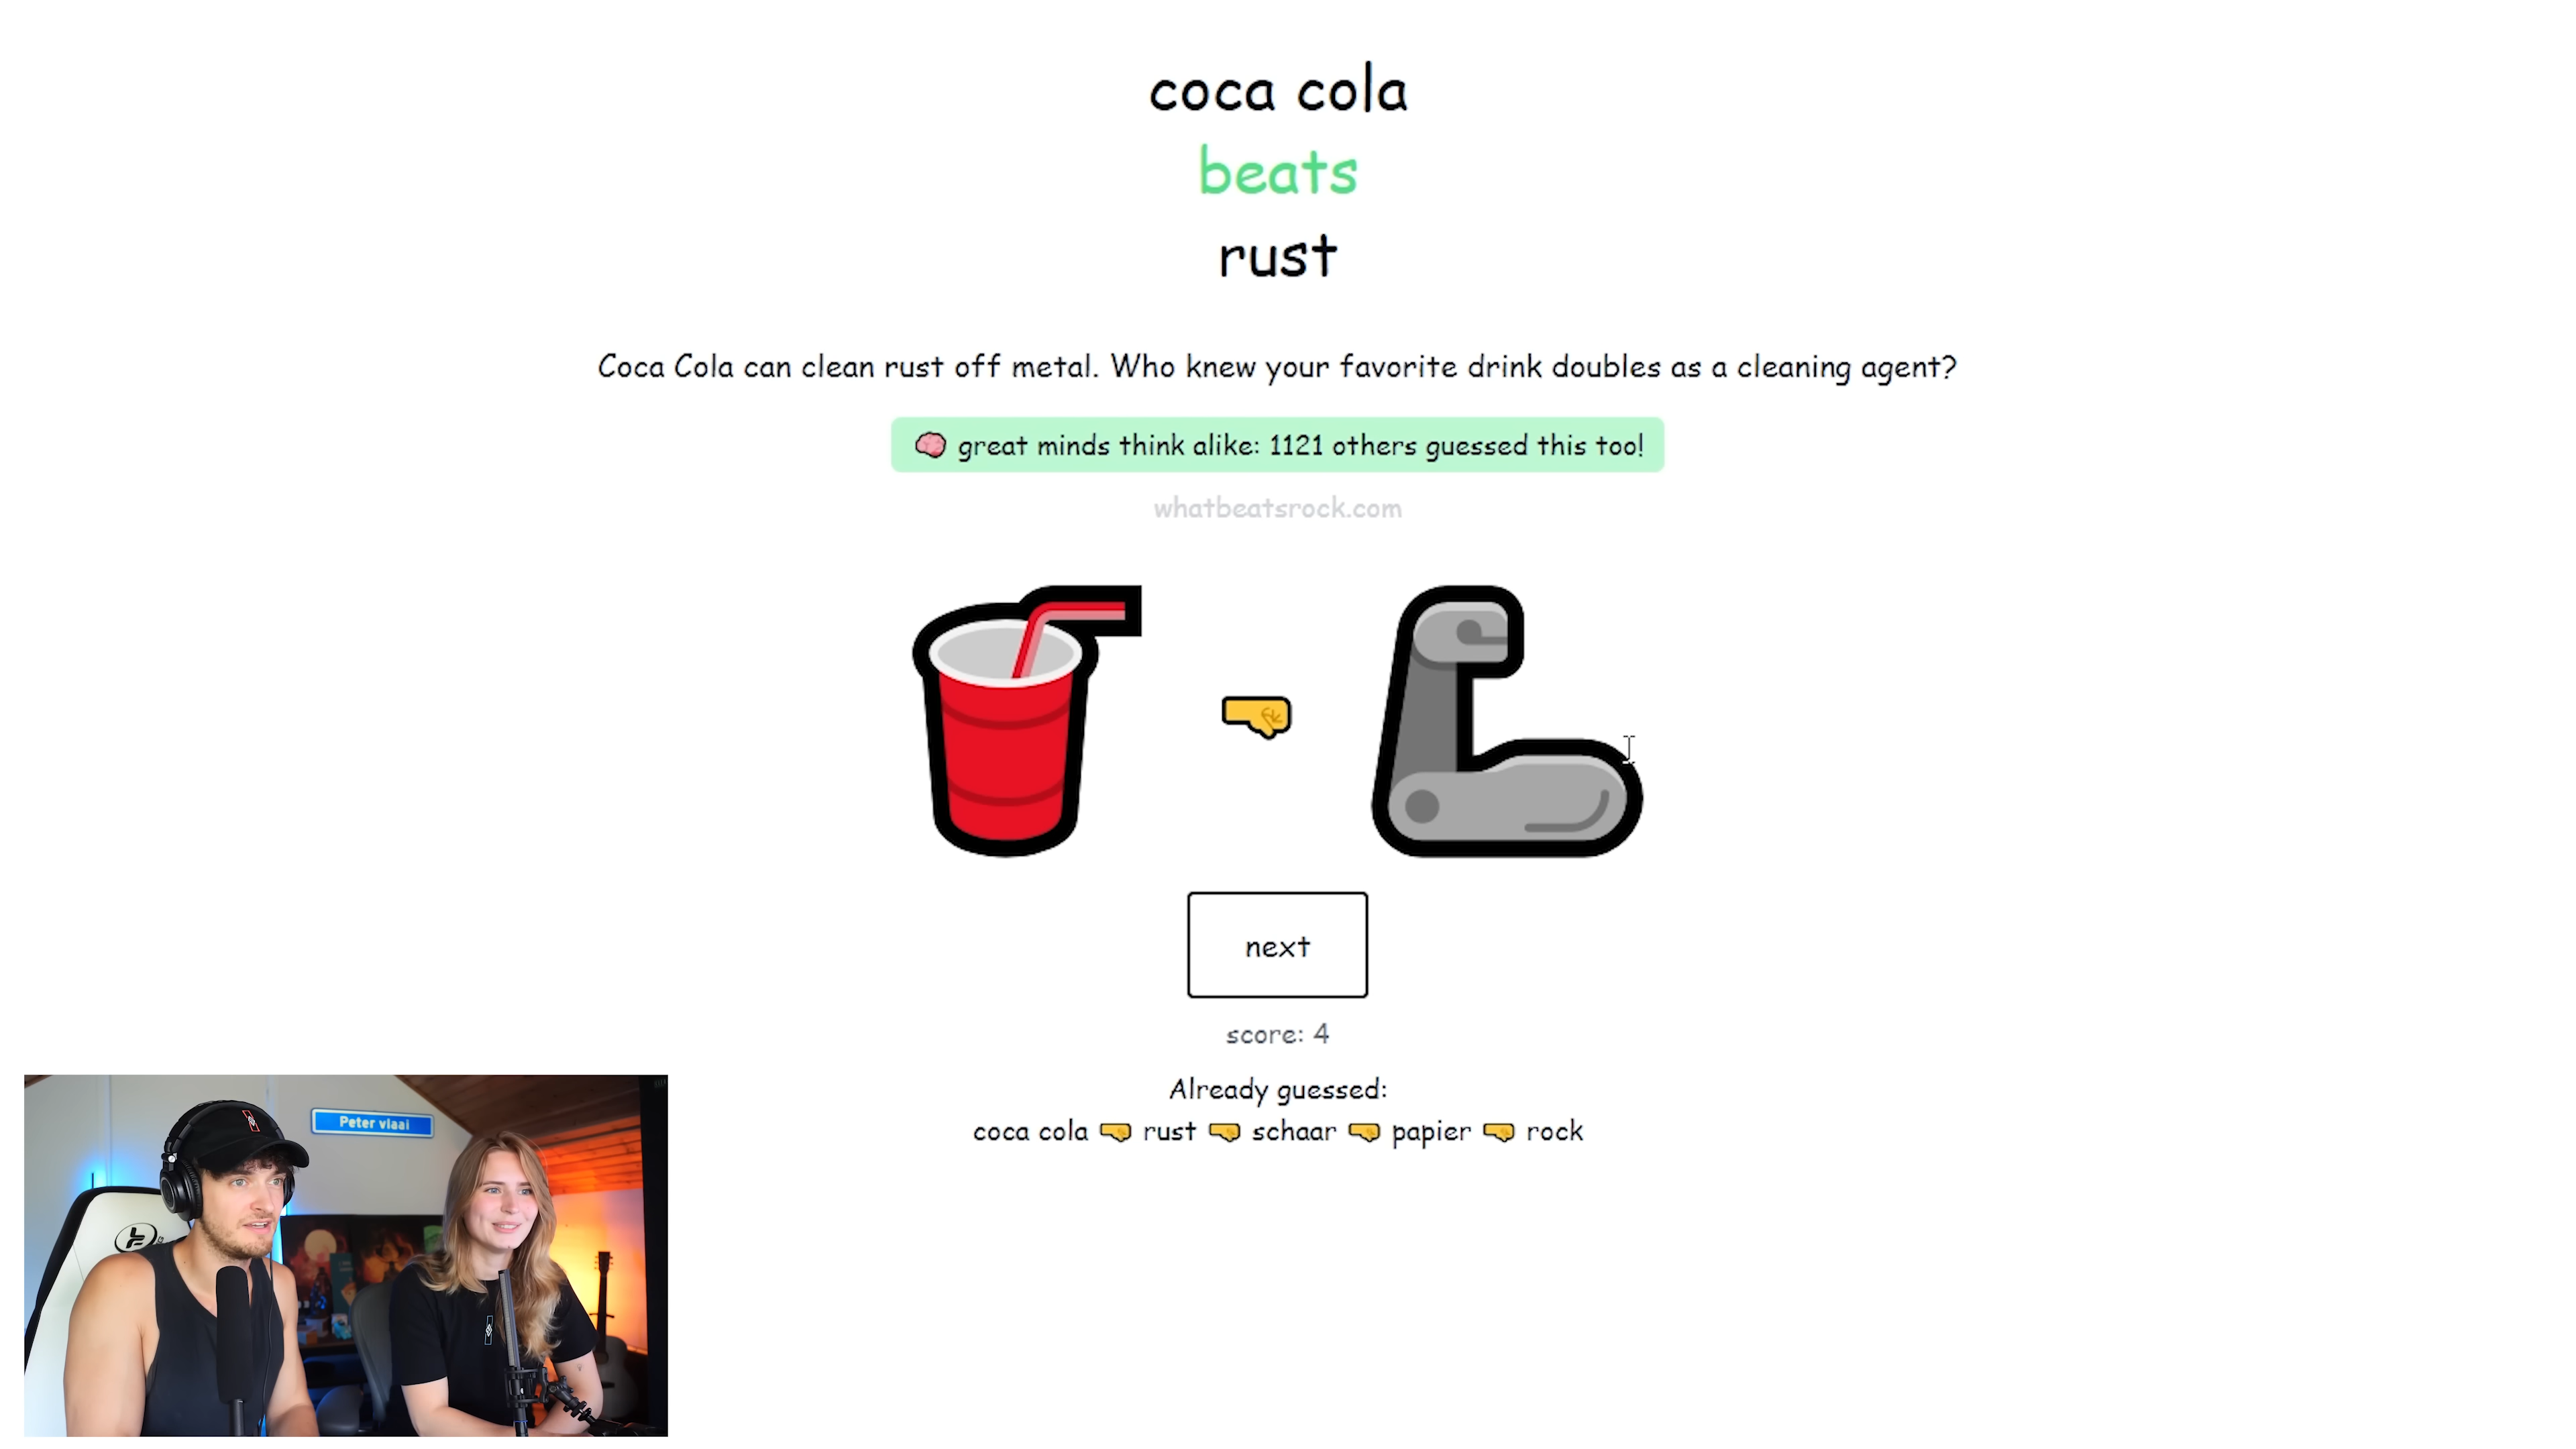 coca cola
beats
rust
Coca Cola can clean rust off metal. Who knew your favorite drink doubles as a cleaning agent?
great minds think alike: 1121 others guessed this too!
whatbeatsrock.com
next
score: 4
Already guessed:
coca cola 🤜 rust 🤜 schaar 🤜 papier 🤜 rock
Peter vlaai